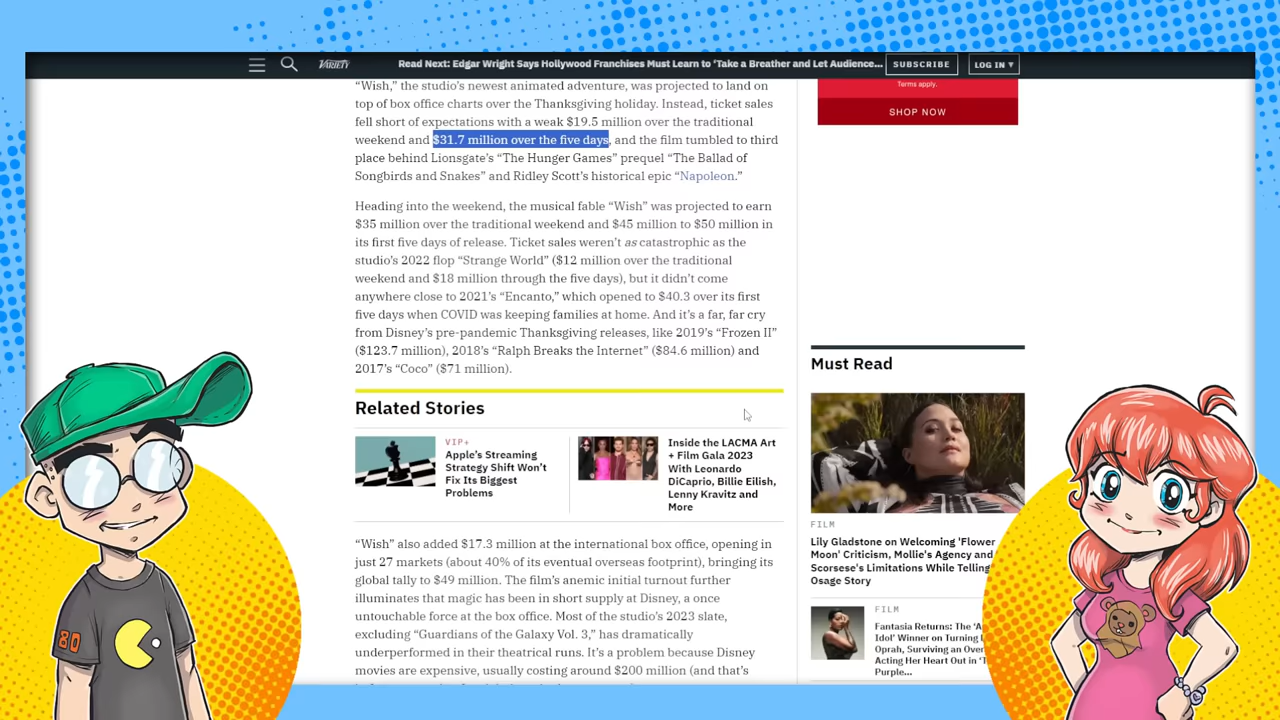 VARIETY
Read Next: Edgar Wright Says Hollywood Franchises Must Learn to ‘Take a Breather and Let Audience...
SUBSCRIBE
LOG IN ▾
“Wish,” the studio’s newest animated adventure, was projected to land on
top of box office charts over the Thanksgiving holiday. Instead, ticket sales
fell short of expectations with a weak $19.5 million over the traditional
weekend and $31.7 million over the five days, and the film tumbled to third
place behind Lionsgate’s “The Hunger Games” prequel “The Ballad of
Songbirds and Snakes” and Ridley Scott’s historical epic “Napoleon.”
Heading into the weekend, the musical fable “Wish” was projected to earn
$35 million over the traditional weekend and $45 million to $50 million in
its first five days of release. Ticket sales weren’t as catastrophic as the
studio’s 2022 flop “Strange World” ($12 million over the traditional
weekend and $18 million through the five days), but it didn’t come
anywhere close to 2021’s “Encanto,” which opened to $40.3 over its first
five days when COVID was keeping families at home. And it’s a far, far cry
from Disney’s pre-pandemic Thanksgiving releases, like 2019’s “Frozen II”
($123.7 million), 2018’s “Ralph Breaks the Internet” ($84.6 million) and
2017’s “Coco” ($71 million).
Related Stories
VIP+
Apple’s Streaming
Strategy Shift Won’t
Fix Its Biggest
Problems
Inside the LACMA Art
+ Film Gala 2023
With Leonardo
DiCaprio, Billie Eilish,
Lenny Kravitz and
More
“Wish” also added $17.3 million at the international box office, opening in
just 27 markets (about 40% of its eventual overseas footprint), bringing its
global tally to $49 million. The film’s anemic initial turnout further
illuminates that magic has been in short supply at Disney, a once
untouchable force at the box office. Most of the studio’s 2023 slate,
excluding “Guardians of the Galaxy Vol. 3,” has dramatically
underperformed in their theatrical runs. It’s a problem because Disney
movies are expensive, usually costing around $200 million (and that’s
Terms apply.
SHOP NOW
Must Read
FILM
Lily Gladstone on Welcoming 'Flower
Moon' Criticism, Mollie's Agency and
Scorsese's Limitations While Telling
Osage Story
FILM
Fantasia Returns: The
Idol' Winner on Turning
Oprah, Surviving an
Acting Her Heart Out in
Purple...
80